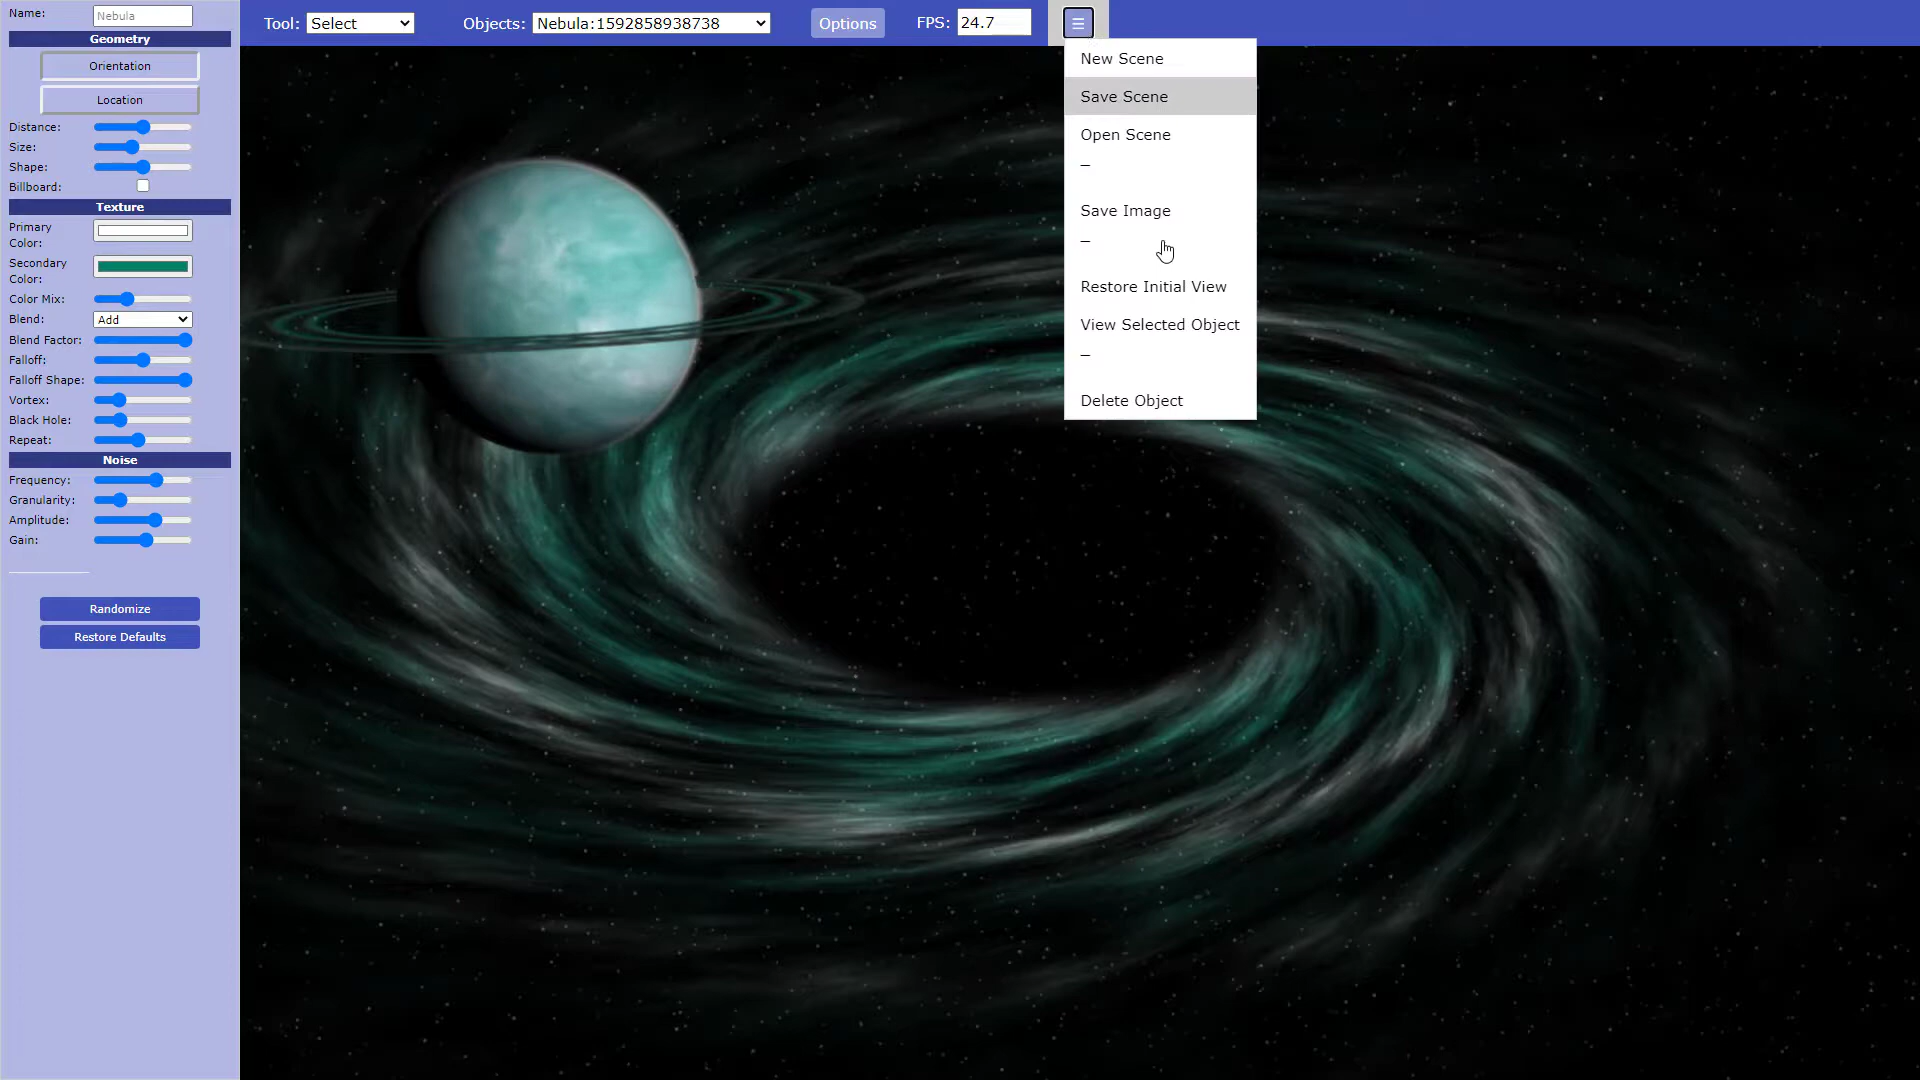 Name: Nebula
Geometry
Orientation
Location
Distance:
Size:
Shape:
Billboard:
Texture
Primary
Color:
Secondary
Color:
Color Mix:
Blend: Add
Blend Factor:
Falloff:
Falloff Shape:
Vortex:
Black Hole:
Repeat:
Noise
Frequency:
Granularity:
Amplitude:
Gain:
Randomize
Restore Defaults
Tool: Select Objects: Nebula:1592858938738 Options FPS: 24.7 ☰
New Scene
Save Scene
Open Scene
–
Save Image
–
Restore Initial View
View Selected Object
–
Delete Object